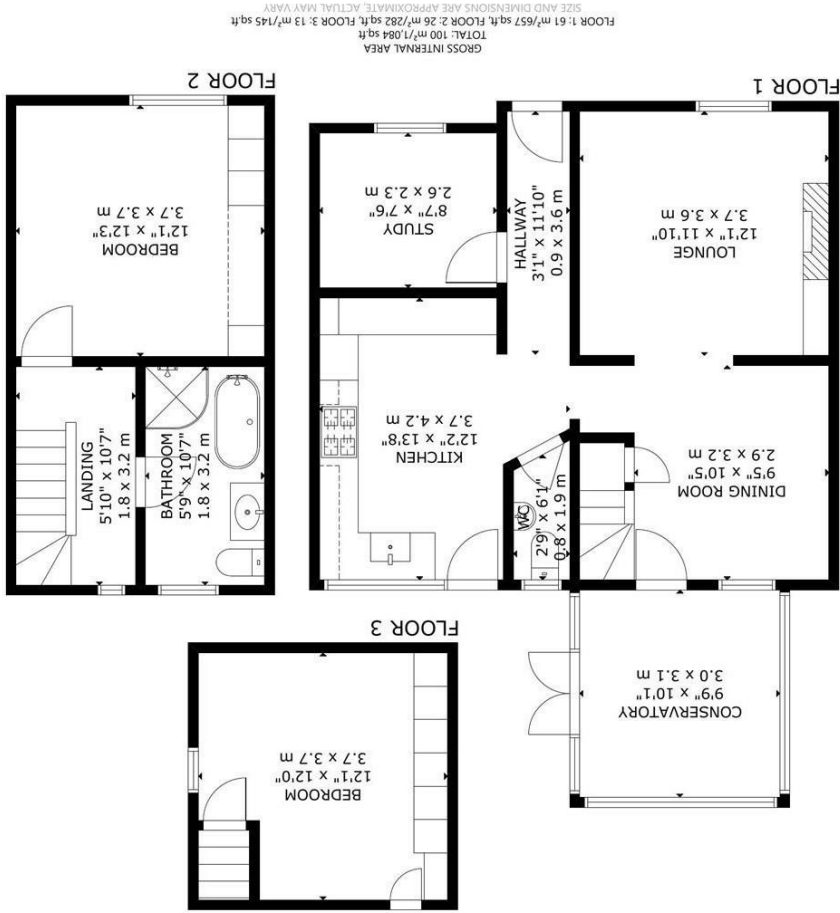 FLOOR 3
BEDROOM
12'1" x 12'0"
3.7 x 3.7 m
CONSERVATORY
9'9" x 10'1"
3.0 x 3.1 m
DINING ROOM
9'5" x 10'5"
2.9 x 3.2 m
WC
2'9" x 6'1"
0.8 x 1.9 m
KITCHEN
12'2" x 13'8"
3.7 x 4.2 m
BATHROOM
5'9" x 10'7"
1.8 x 3.2 m
LANDING
5'10" x 10'7"
1.8 x 3.2 m
LOUNGE
12'1" x 11'10"
3.7 x 3.6 m
HALLWAY
3'1" x 11'10"
0.9 x 3.6 m
STUDY
8'7" x 7'6"
2.6 x 2.3 m
BEDROOM
12'1" x 12'3"
3.7 x 3.7 m
FLOOR 1
FLOOR 2
GROSS INTERNAL AREA
TOTAL: 100 m²/1,084 sq.ft
FLOOR 1: 61 m²/657 sq.ft, FLOOR 2: 26 m²/282 sq.ft, FLOOR 3: 13 m²/145 sq.ft
SIZE AND DIMENSIONS ARE APPROXIMATE, ACTUAL MAY VARY